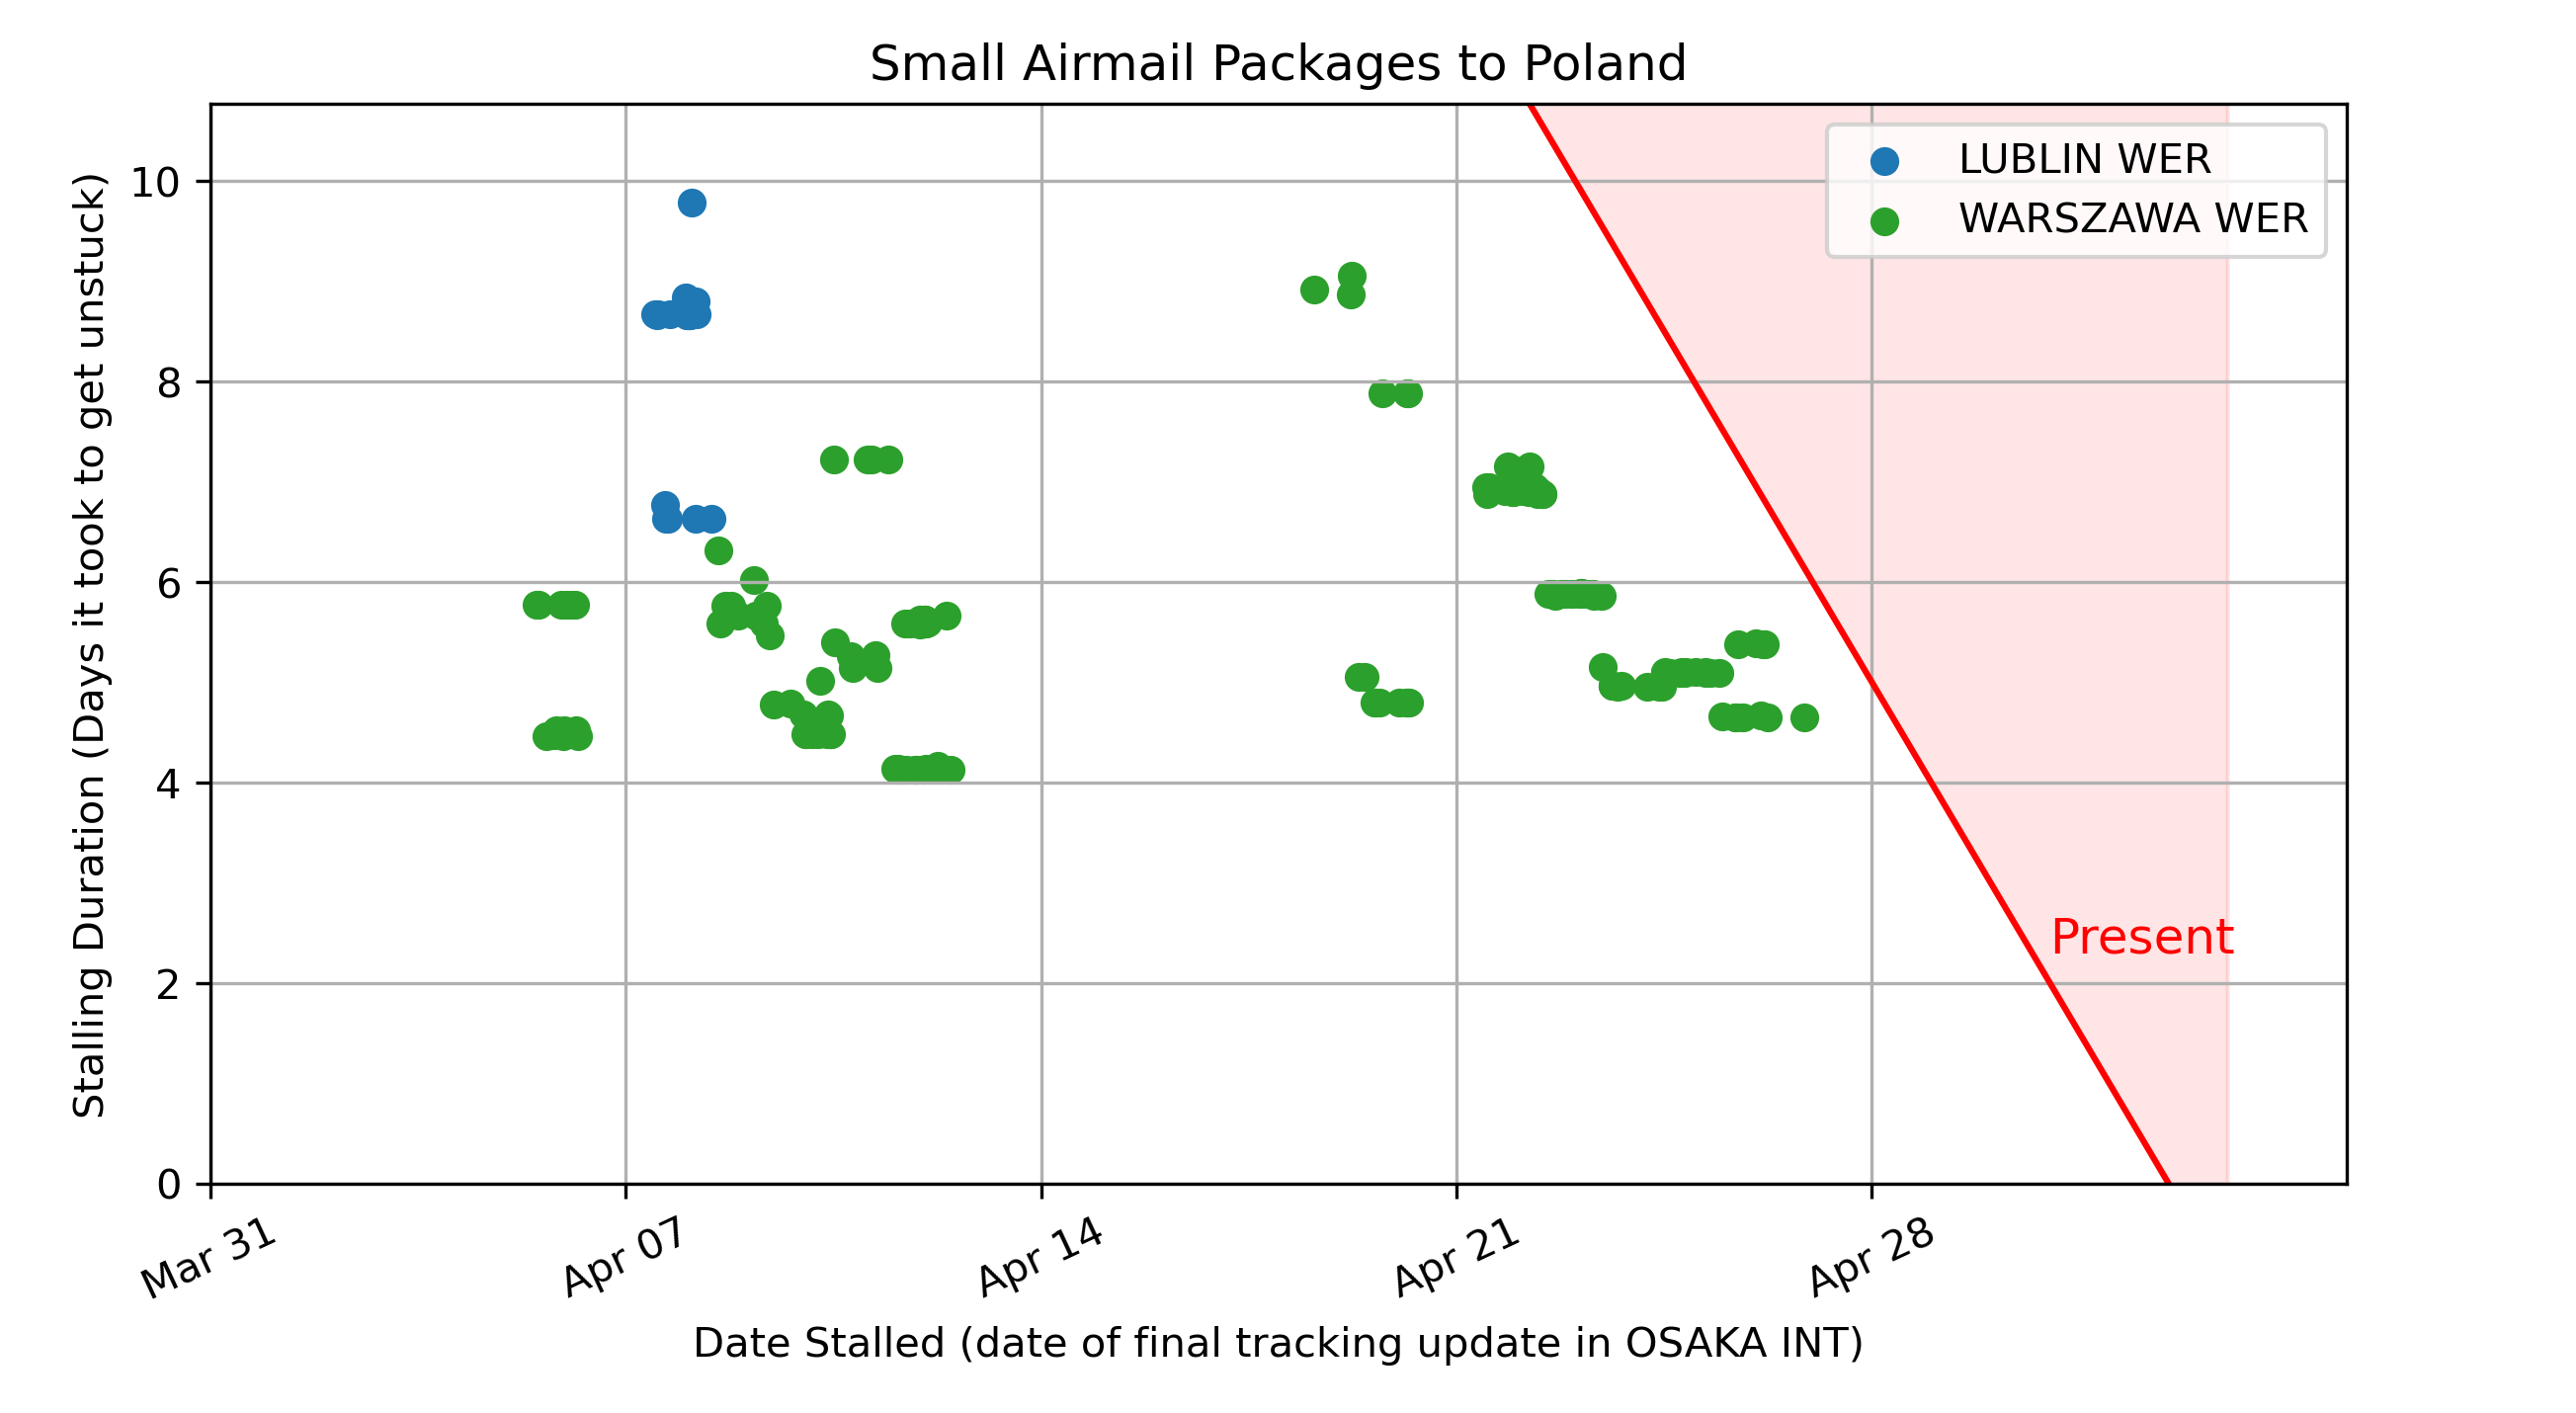 Small Airmail Packages to Poland
Stalling Duration (Days it took to get unstuck)
10
8
6
4
2
0
LUBLIN WER
WARSZAWA WER
Present
Mar 31
Apr 07
Apr 14
Apr 21
Apr 28
Date Stalled (date of final tracking update in OSAKA INT)